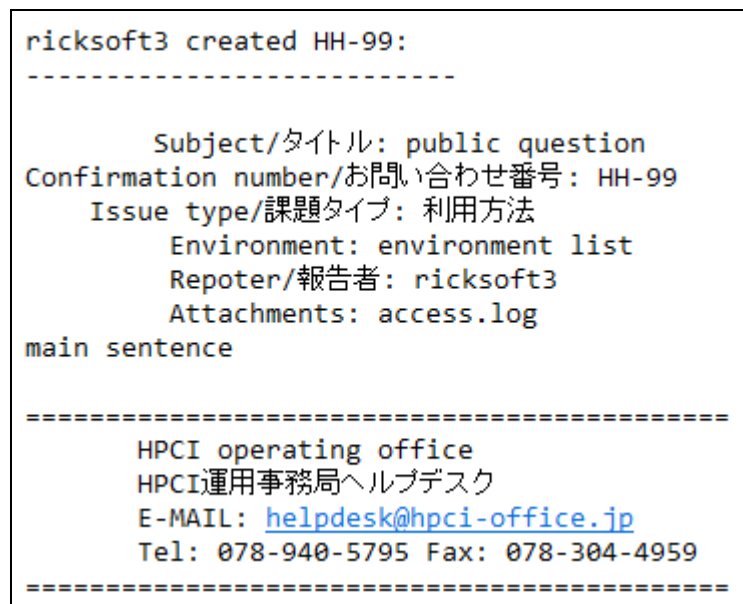 ricksoft3 created HH-99:
---------------------------
Subject/タイトル: public question
Confirmation number/お問い合わせ番号: HH-99
Issue type/課題タイプ: 利用方法
Environment: environment list
Repoter/報告者: ricksoft3
Attachments: access.log
main sentence
============================================
HPCI operating office
HPCI運用事務局ヘルプデスク
E-MAIL: helpdesk@hpci-office.jp
Tel: 078-940-5795 Fax: 078-304-4959
============================================